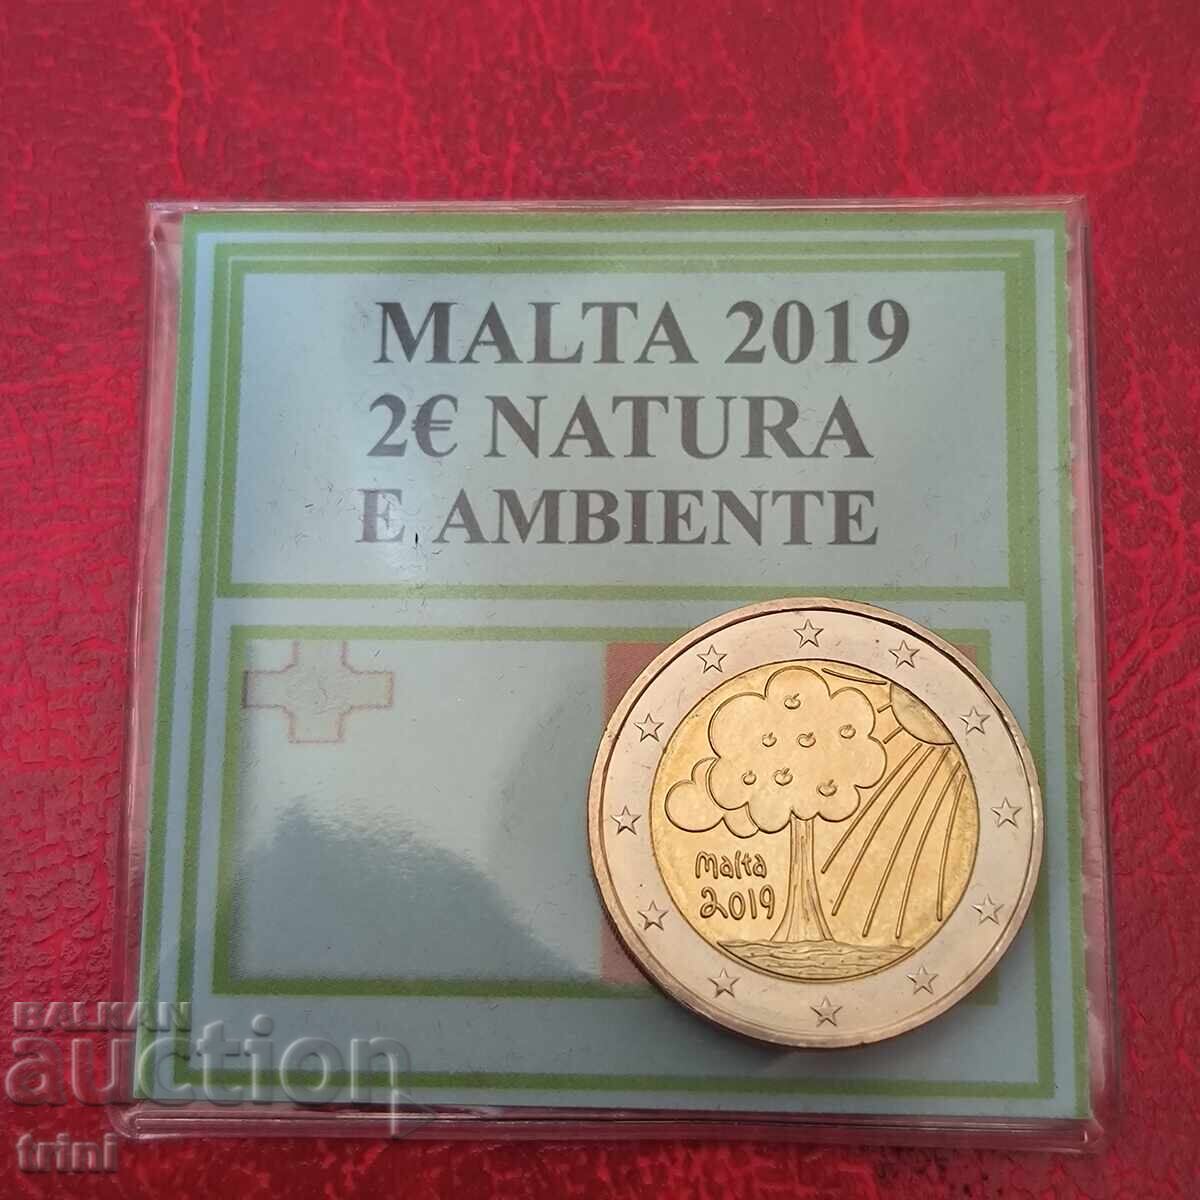 MALTA 2019
2€ NATURA
E AMBIENTE
Malta
2019
BALKAN
auction
trini